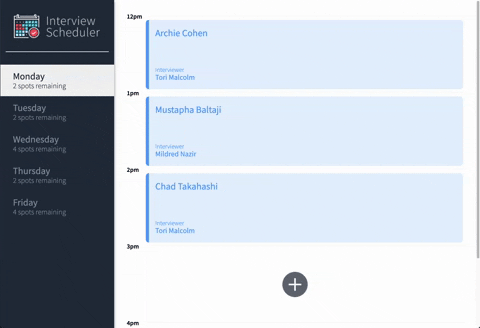 Interview
Scheduler
Monday
2 spots remaining
Tuesday
2 spots remaining
Wednesday
4 spots remaining
Thursday
2 spots remaining
Friday
4 spots remaining
12pm
Archie Cohen
Interviewer
Tori Malcolm
1pm
Mustapha Baltaji
Interviewer
Mildred Nazir
2pm
Chad Takahashi
Interviewer
Tori Malcolm
3pm
4pm